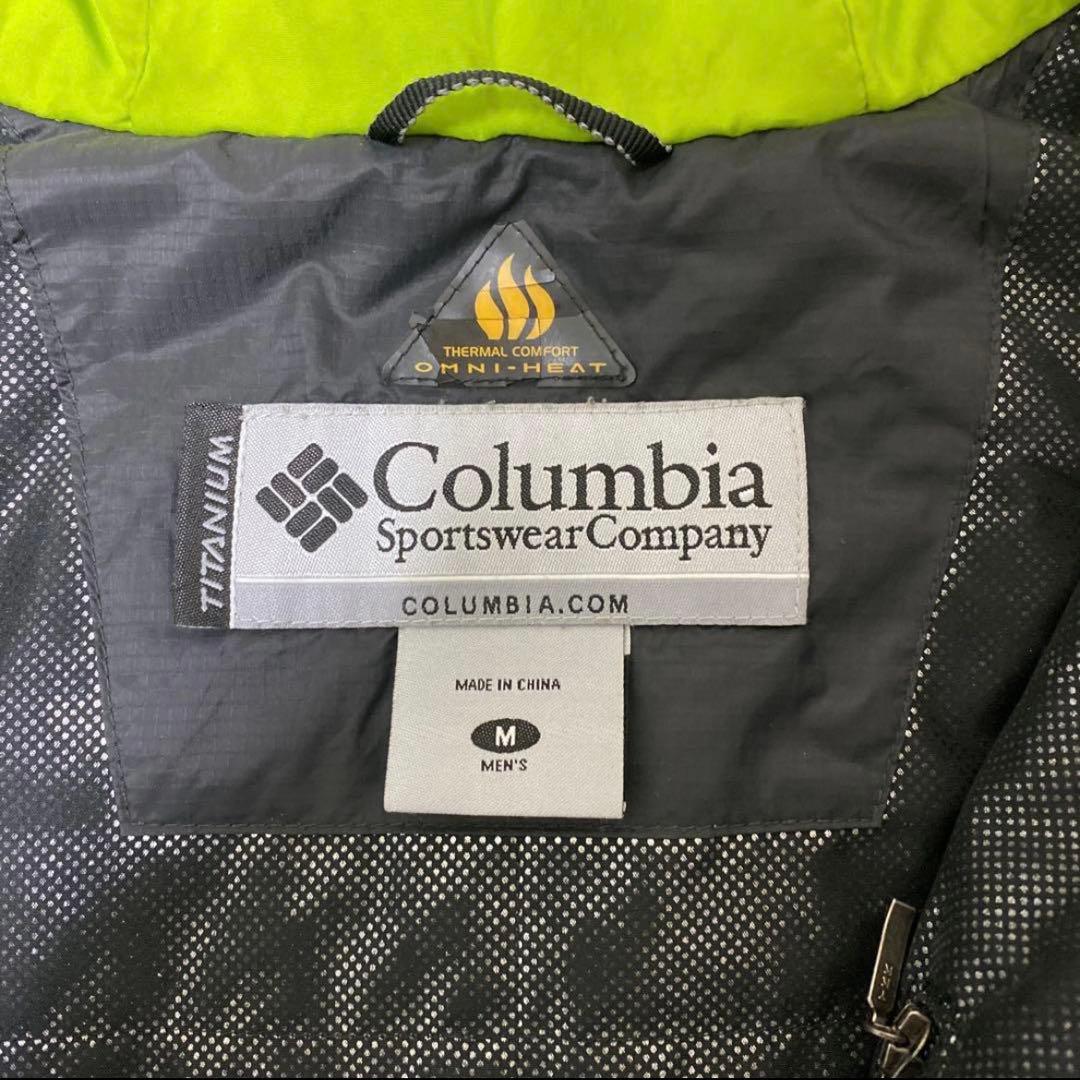 THERMAL COMFORT
OMNI-HEAT
TITANIUM
Columbia
SportswearCompany
COLUMBIA.COM
MADE IN CHINA
M
MEN'S